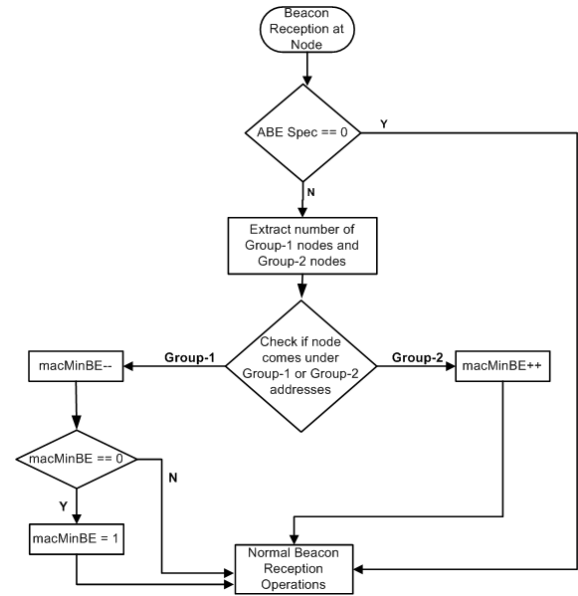 Beacon
Reception at
Node
ABE Spec == 0
Y
N
Extract number of
Group-1 nodes and
Group-2 nodes
Check if node
comes under
Group-1 or Group-2
addresses
Group-1
Group-2
macMinBE--
macMinBE++
macMinBE == 0
N
Y
macMinBE = 1
Normal Beacon
Reception
Operations